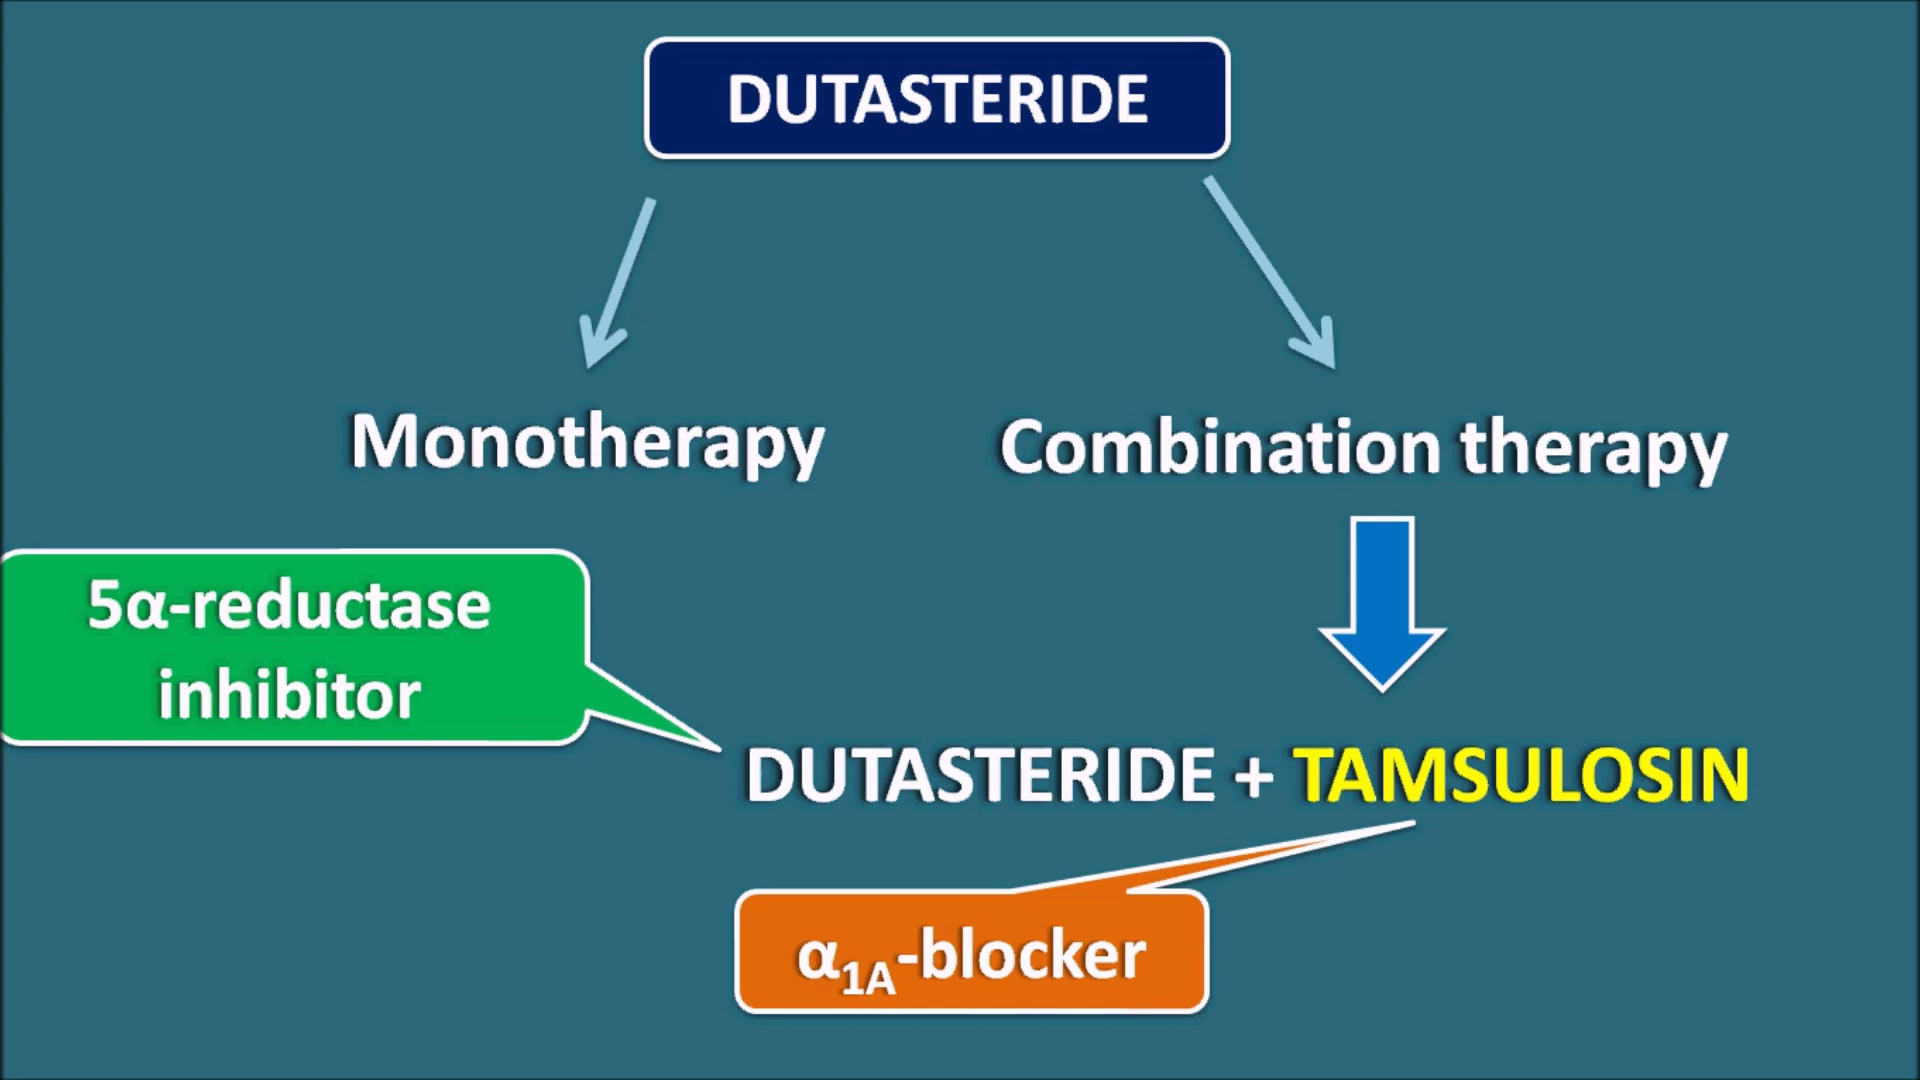 DUTASTERIDE
Monotherapy
Combination therapy
5α-reductase
inhibitor
DUTASTERIDE + TAMSULOSIN
α1A-blocker